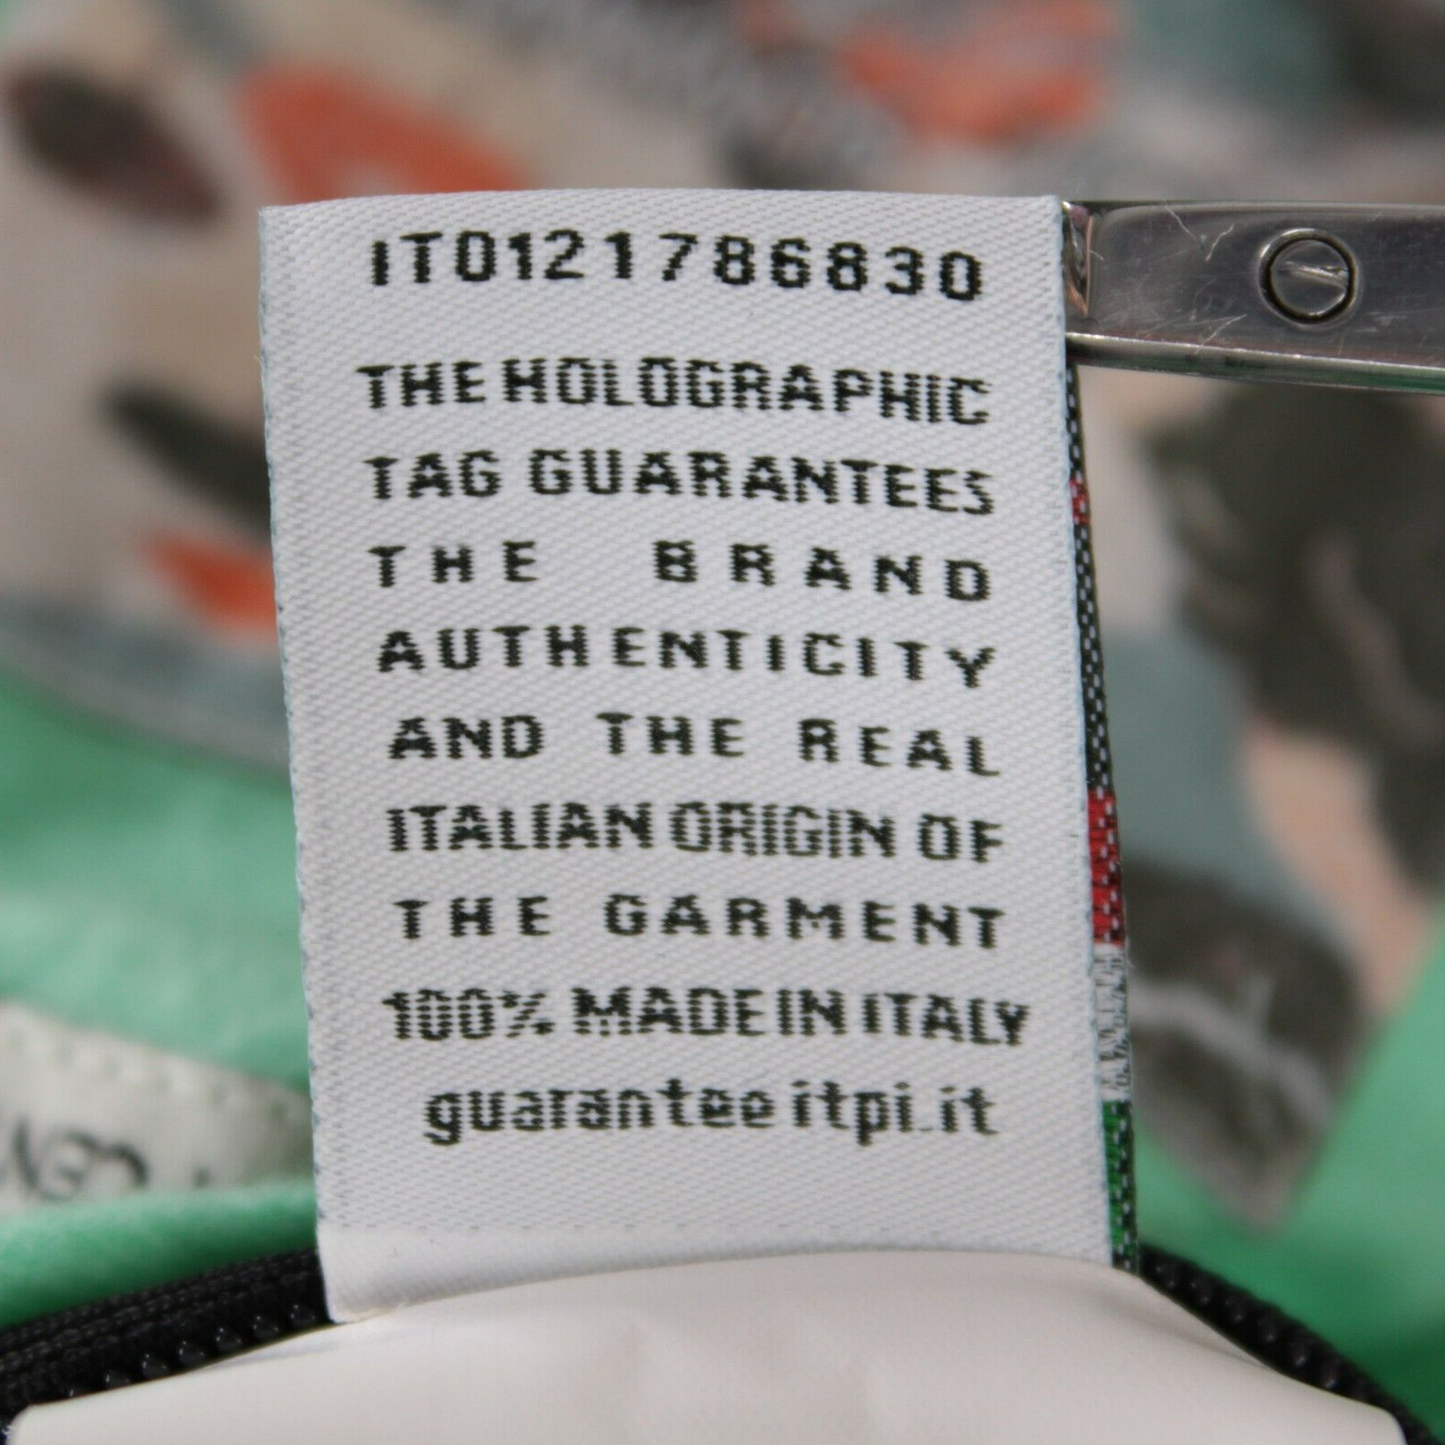 IT0121786830
THE HOLOGRAPHIC
TAG GUARANTEES
THE BRAND
AUTHENTICITY
AND THE REAL
ITALIAN ORIGIN OF
THE GARMENT
100% MADE IN ITALY
guarantee itpi.it